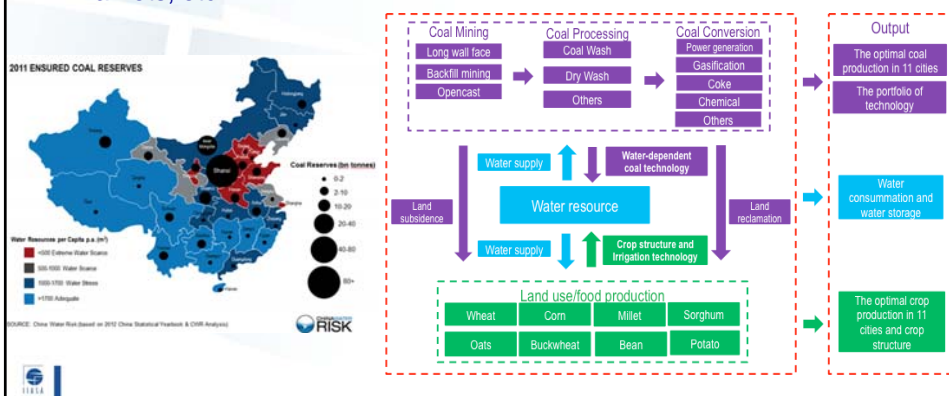 2011 ENSURED COAL RESERVES
Shanxi
Coal Reserves (bn tonnes)
0-2
2-10
10-20
20-40
40-80
80+
Water Resources per Capita p.a. (m³)
<500 Extreme Water Scarce
500-1000 Water Scarce
1000-1700 Water Stress
>1700 Adequate
SOURCE: China Water Risk (based on 2012 China Statistical Yearbook & CWR Analysis)
RISK
IIASA
Coal Mining
Long wall face
Backfill mining
Opencast
Coal Processing
Coal Wash
Dry Wash
Others
Coal Conversion
Power generation
Gasification
Coke
Chemical
Others
Land
subsidence
Water supply
Water-dependent
coal technology
Water resource
Land
reclamation
Water supply
Crop structure and
Irrigation technology
Land use/food production
Wheat
Corn
Millet
Sorghum
Oats
Buckwheat
Bean
Potato
Output
The optimal coal
production in 11 cities
The portfolio of
technology
Water
consummation and
water storage
The optimal crop
production in 11
cities and crop
structure